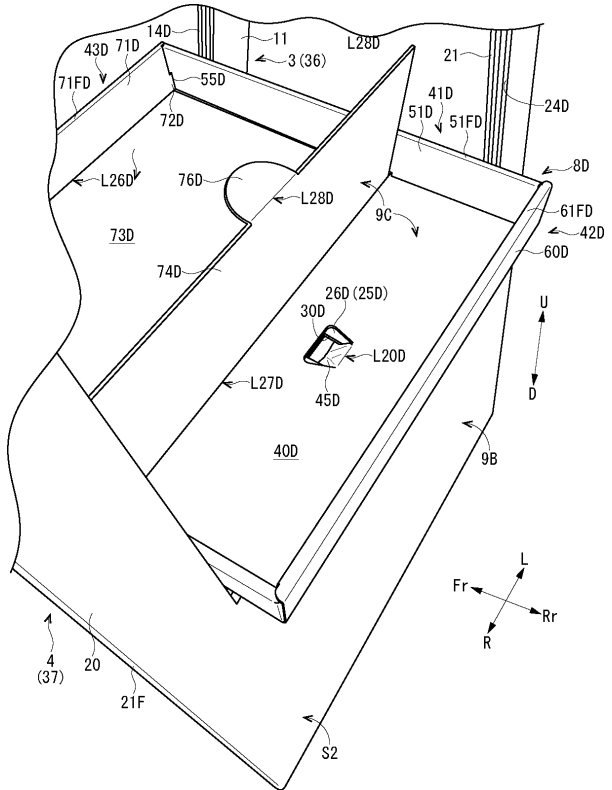 14D
11
L28D
21
43D
71D
3 (36)
71FD
55D
41D
24D
51D
51FD
72D
8D
L26D
76D
L28D
61FD
9C
42D
73D
60D
74D
26D (25D)
U
30D
L20D
D
L27D
45D
40D
9B
L
Fr
Rr
R
20
4
(37)
21F
S2